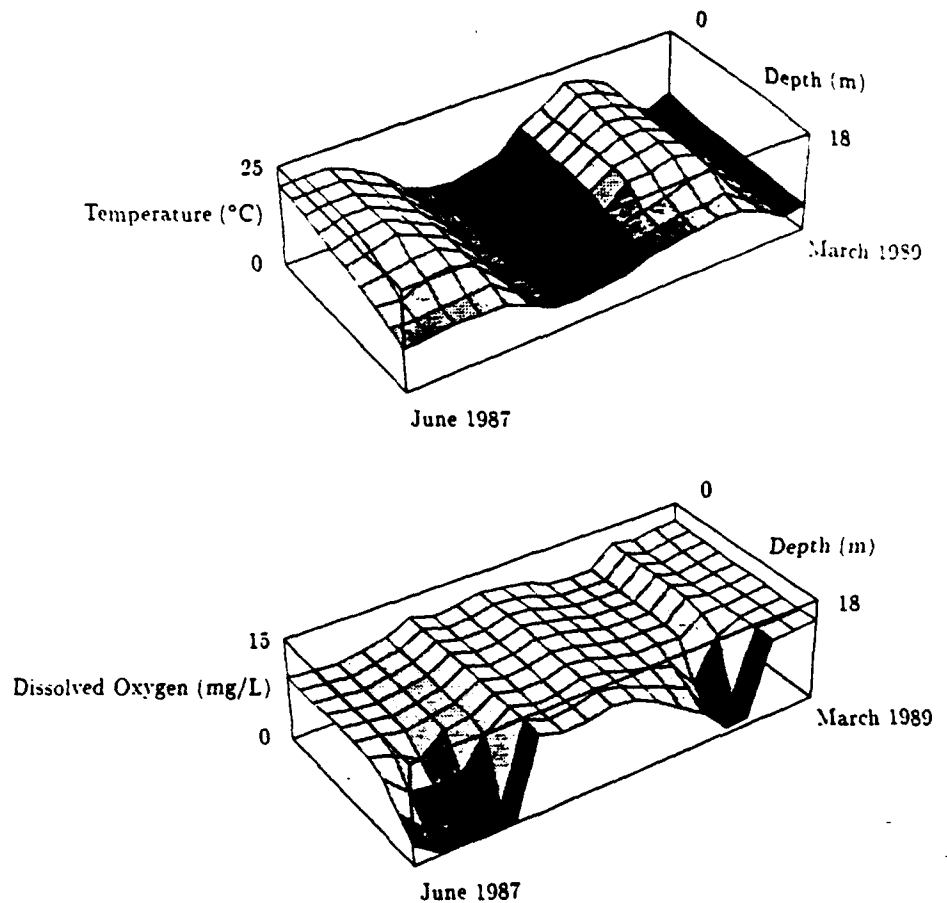 0
Depth (m)
18
25
Temperature (°C)
0
March 1989
June 1987
0
Depth (m)
18
15
Dissolved Oxygen (mg/L)
0
March 1989
June 1987